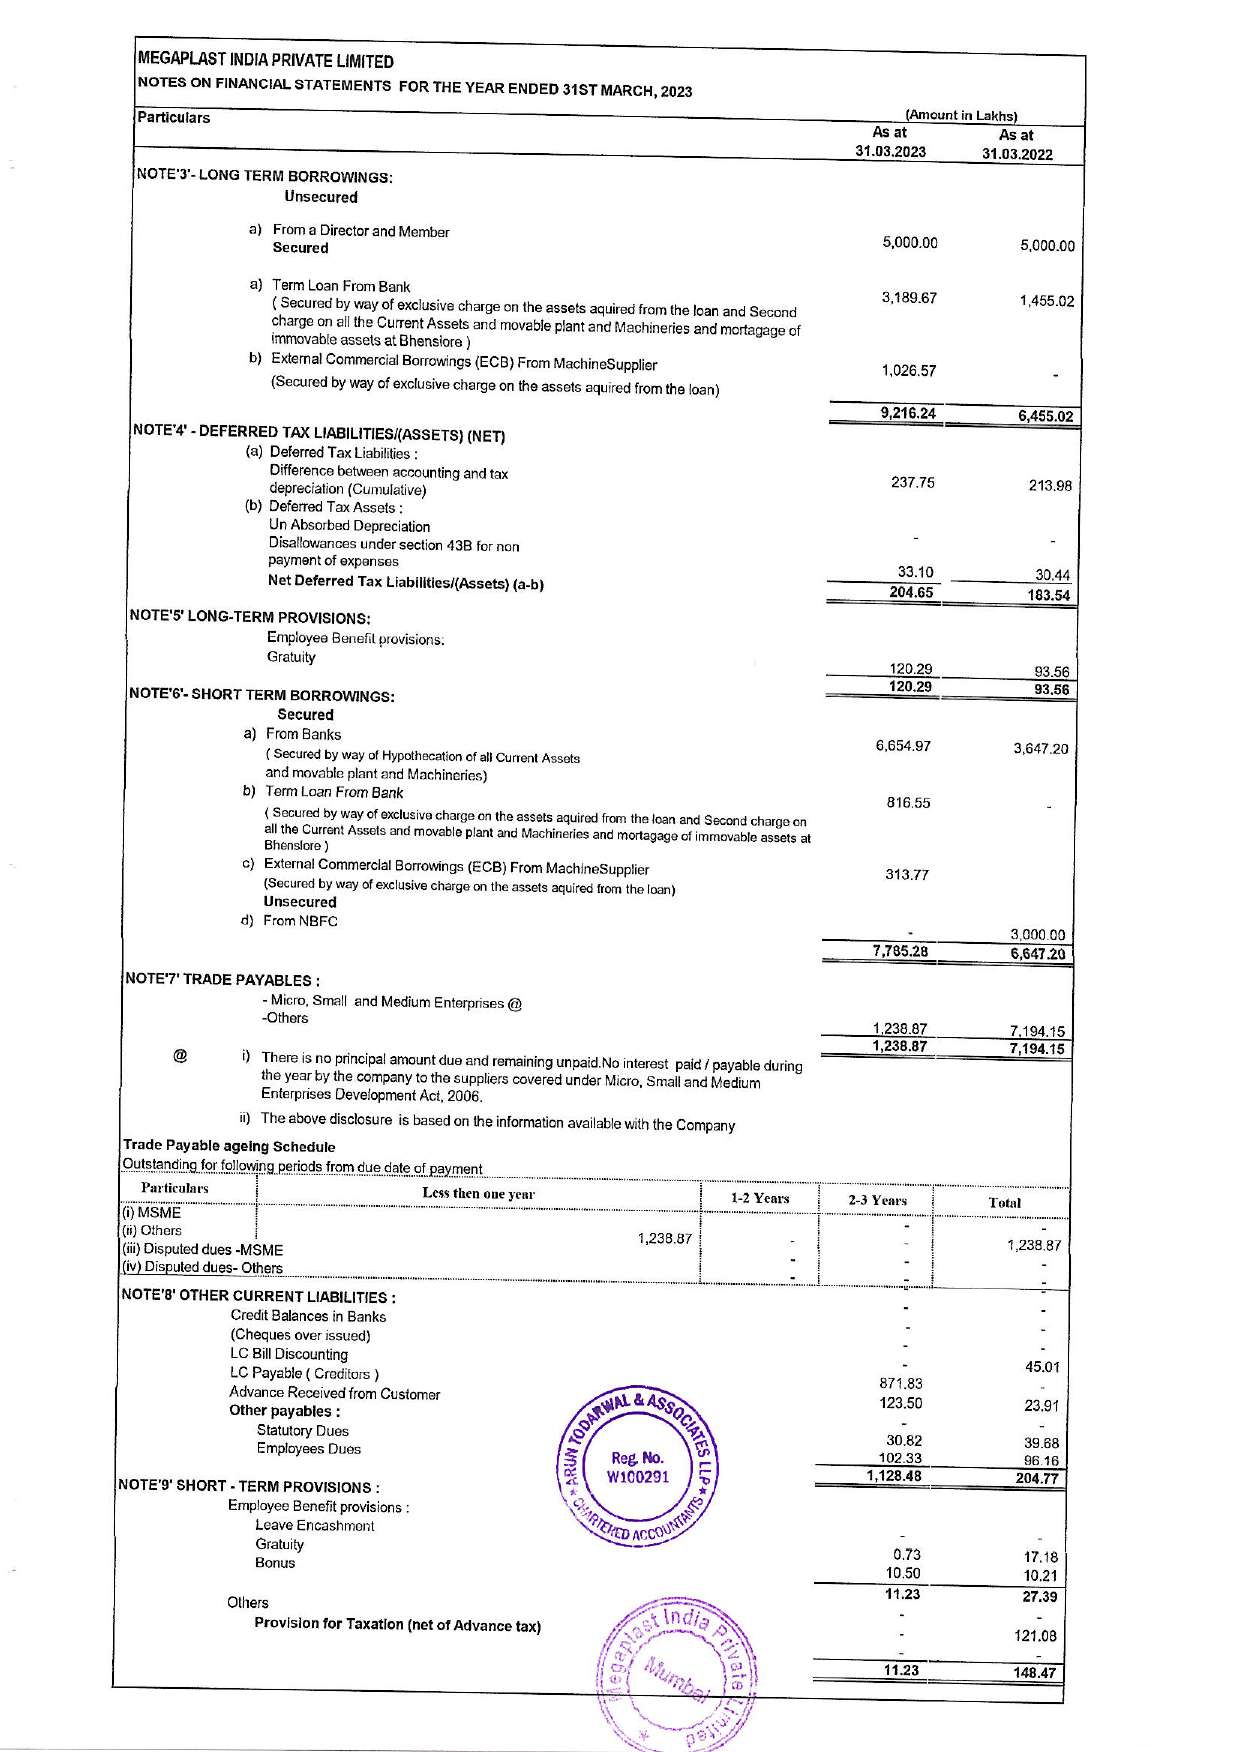 MEGAPLAST INDIA PRIVATE LIMITED
NOTES ON FINANCIAL STATEMENTS FOR THE YEAR ENDED 31ST MARCH, 2023
(Amount in Lakhs)
Particulars As at As at
31.03.2023 31.03.2022
NOTE'3'- LONG TERM BORROWINGS:
Unsecured
a) From a Director and Member 5,000.00 5,000.00
Secured
a) Term Loan From Bank 3,189.67 1,455.02
( Secured by way of exclusive charge on the assets aquired from the loan and Second
charge on all the Current Assets and movable plant and Machineries and mortagage of
immovable assets at Bhenslore )
b) External Commercial Borrowings (ECB) From MachineSupplier 1,026.57 -
(Secured by way of exclusive charge on the assets aquired from the loan)
9,216.24 6,455.02
NOTE'4' - DEFERRED TAX LIABILITIES/(ASSETS) (NET)
(a) Deferred Tax Liabilities :
Difference between accounting and tax
depreciation (Cumulative) 237.75 213.98
(b) Deferred Tax Assets :
Un Absorbed Depreciation - -
Disallowances under section 43B for non
payment of expenses 33.10 30.44
Net Deferred Tax Liabilities/(Assets) (a-b) 204.65 183.54
NOTE'5' LONG-TERM PROVISIONS:
Employee Benefit provisions:
Gratuity 120.29 93.56
120.29 93.56
NOTE'6'- SHORT TERM BORROWINGS:
Secured
a) From Banks 6,654.97 3,647.20
( Secured by way of Hypothecation of all Current Assets
and movable plant and Machineries)
b) Term Loan From Bank 816.55 -
( Secured by way of exclusive charge on the assets aquired from the loan and Second charge on
all the Current Assets and movable plant and Machineries and mortagage of immovable assets at
Bhenslore )
c) External Commercial Borrowings (ECB) From MachineSupplier 313.77
(Secured by way of exclusive charge on the assets aquired from the loan)
Unsecured
d) From NBFC - 3,000.00
7,785.28 6,647.20
NOTE'7' TRADE PAYABLES :
- Micro, Small and Medium Enterprises @
-Others 1,238.87 7,194.15
1,238.87 7,194.15
@ i) There is no principal amount due and remaining unpaid.No interest paid / payable during
the year by the company to the suppliers covered under Micro, Small and Medium
Enterprises Development Act, 2006.
ii) The above disclosure is based on the information available with the Company
Trade Payable ageing Schedule
Outstanding for following periods from due date of payment
Particulars Less then one year 1-2 Years 2-3 Years Total
(i) MSME - -
(ii) Others 1,238.87 - - 1,238.87
(iii) Disputed dues -MSME - - -
(iv) Disputed dues- Others - - -
NOTE'8' OTHER CURRENT LIABILITIES : - -
Credit Balances in Banks - -
(Cheques over issued) - -
LC Bill Discounting - -
LC Payable ( Creditors ) - 45.01
Advance Received from Customer 871.83 -
Other payables : 123.50 23.91
Statutory Dues - -
Employees Dues 30.82 39.68
102.33 96.16
1,128.48 204.77
NOTE'9' SHORT - TERM PROVISIONS :
Employee Benefit provisions :
Leave Encashment - -
Gratuity 0.73 17.18
Bonus 10.50 10.21
11.23 27.39
Others - -
Provision for Taxation (net of Advance tax) - 121.08
- -
11.23 148.47
ARUN TODARWAL & ASSOCIATES LLP
Reg. No.
W100291
* CHARTERED ACCOUNTANTS *
Megaplast India Private Limited
Mumbai
*